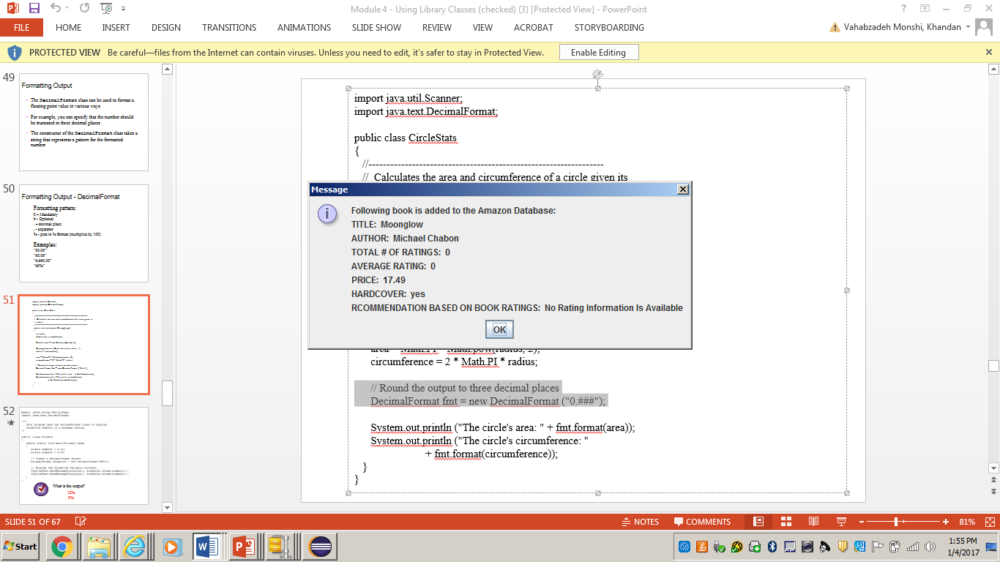 Module 4 - Using Library Classes (checked) (3) [Protected View] - PowerPoint
FILE HOME INSERT DESIGN TRANSITIONS ANIMATIONS SLIDE SHOW REVIEW VIEW ACROBAT STORYBOARDING
Vahabzadeh Monshi, Khandan
PROTECTED VIEW Be careful—files from the Internet can contain viruses. Unless you need to edit, it's safer to stay in Protected View. Enable Editing
49
Formatting Output
The DecimalFormat class can be used to format a
floating point value in various ways
For example, you can specify that the number should
be truncated to three decimal places
The constructor of the DecimalFormat class takes a
string that represents a pattern for the formatted
number
50
Formatting Output - DecimalFormat
Formatting pattern:
0 – Mandatory
# - Optional
. – decimal place
, - separator
% - puts in % format (multiplies by 100)
Examples:
"00.00"
"#0.0#"
"#,##0.00"
"#0%"
51
52
What is the output?
12%
5%
import java.util.Scanner;
import java.text.DecimalFormat;
public class CircleStats
{
//-----------------------------------------------------------------
// Calculates the area and circumference of a circle given its
Message
Following book is added to the Amazon Database:
TITLE: Moonglow
AUTHOR: Michael Chabon
TOTAL # OF RATINGS: 0
AVERAGE RATING: 0
PRICE: 17.49
HARDCOVER: yes
RCOMMENDATION BASED ON BOOK RATINGS: No Rating Information Is Available
OK
area = Math.PI * Math.pow(radius, 2);
circumference = 2 * Math.PI * radius;
// Round the output to three decimal places
DecimalFormat fmt = new DecimalFormat ("0.###");
System.out.println ("The circle's area: " + fmt.format(area));
System.out.println ("The circle's circumference: "
+ fmt.format(circumference));
}
}
SLIDE 51 OF 67 NOTES COMMENTS 81%
Start
1:55 PM
1/4/2017